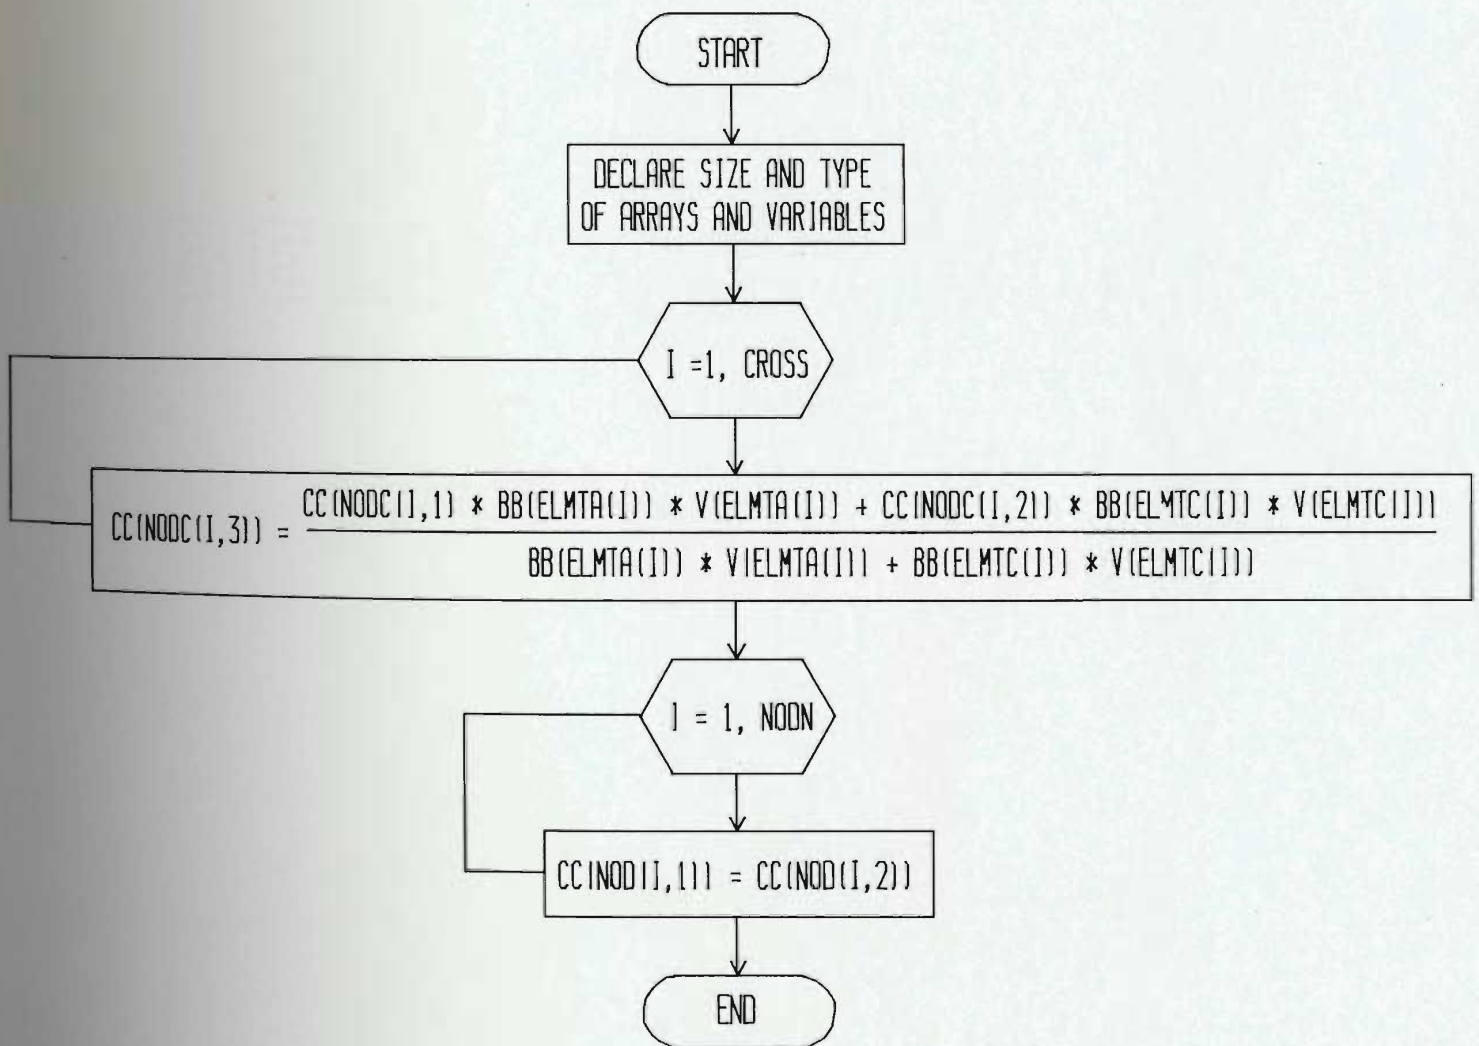 START
DECLARE SIZE AND TYPE
OF ARRAYS AND VARIABLES
I =1, CROSS
CC(NODC(I,3)) =
CC(NODC(I,1) * BB(ELMTA(I)) * V(ELMTA(I)) + CC(NODC(I,2)) * BB(ELMTC(I)) * V(ELMTC(I))
BB(ELMTA(I)) * V(ELMTA(I)) + BB(ELMTC(I)) * V(ELMTC(I))
I = 1, NODN
CC(NOD(I,1)) = CC(NOD(I,2))
END